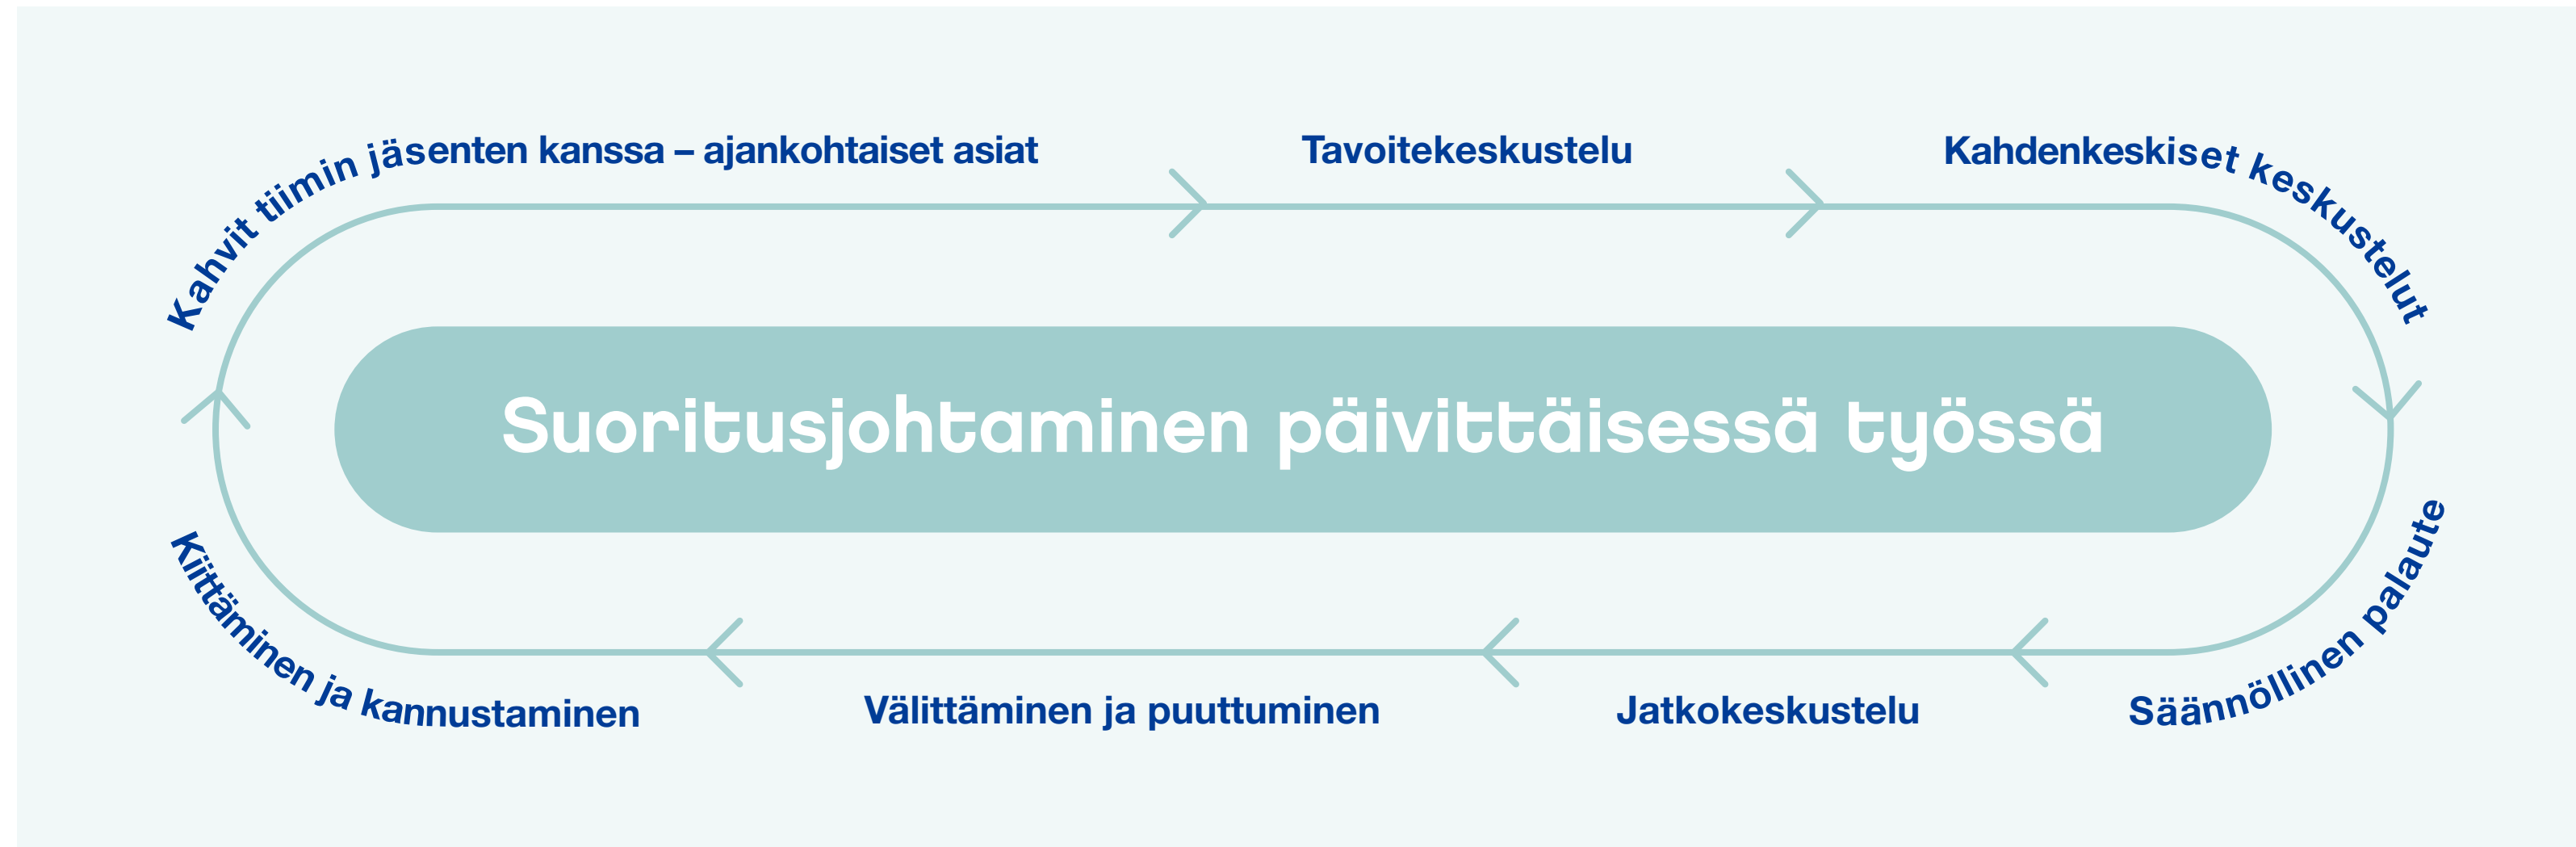 Kahvit tiimin jäsenten kanssa – ajankohtaiset asiat
Tavoitekeskustelu
Kahdenkeskiset keskustelut
Suoritusjohtaminen päivittäisessä työssä
Säännöllinen palaute
Jatkokeskustelu
Välittäminen ja puuttuminen
Kiittäminen ja kannustaminen